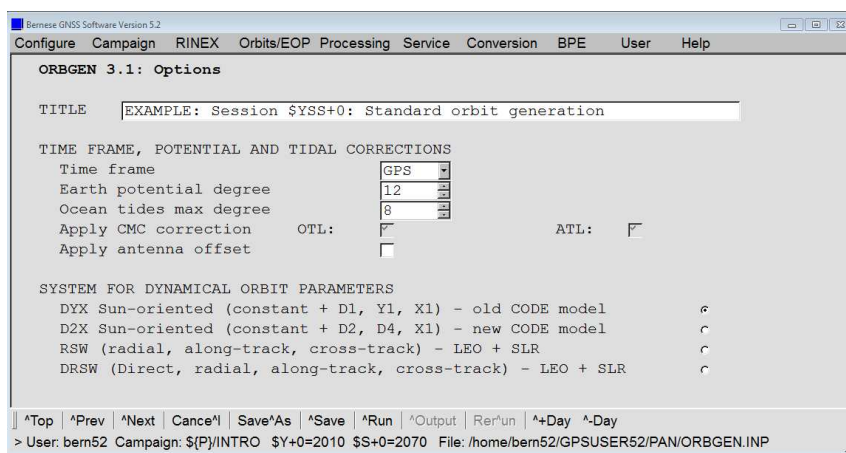 Bernese GNSS Software Version 5.2
Configure Campaign RINEX Orbits/EOP Processing Service Conversion BPE User Help
ORBGEN 3.1: Options
TITLE EXAMPLE: Session $YSS+0: Standard orbit generation
TIME FRAME, POTENTIAL AND TIDAL CORRECTIONS
Time frame GPS
Earth potential degree 12
Ocean tides max degree 8
Apply CMC correction OTL: ATL:
Apply antenna offset
SYSTEM FOR DYNAMICAL ORBIT PARAMETERS
DYX Sun-oriented (constant + D1, Y1, X1) - old CODE model
D2X Sun-oriented (constant + D2, D4, X1) - new CODE model
RSW (radial, along-track, cross-track) - LEO + SLR
DRSW (Direct, radial, along-track, cross-track) - LEO + SLR
^Top | ^Prev | ^Next | Cance^l | Save^As | ^Save | ^Run | ^Output | Rer^un | ^+Day ^-Day
> User: bern52 Campaign: ${P}/INTRO $Y+0=2010 $S+0=2070 File: /home/bern52/GPSUSER52/PAN/ORBGEN.INP